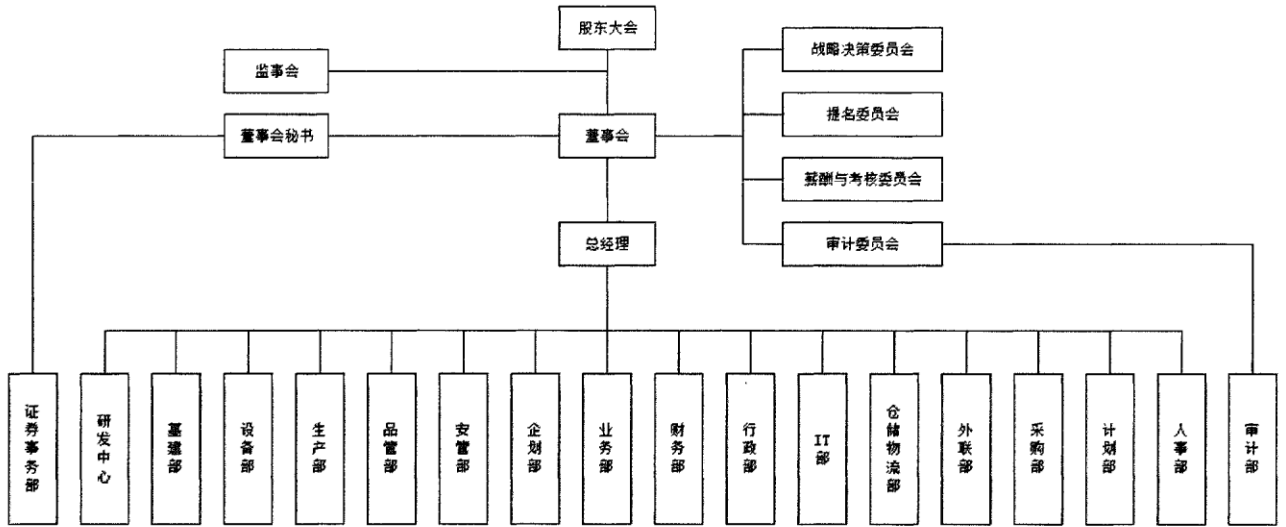 股东大会
战略决策委员会
监事会
提名委员会
董事会秘书
董事会
薪酬与考核委员会
总经理
审计委员会
证券事务部
研发中心
基建部
设备部
生产部
品管部
安管部
企划部
业务部
财务部
行政部
IT部
仓储物流部
外联部
采购部
计划部
人事部
审计部